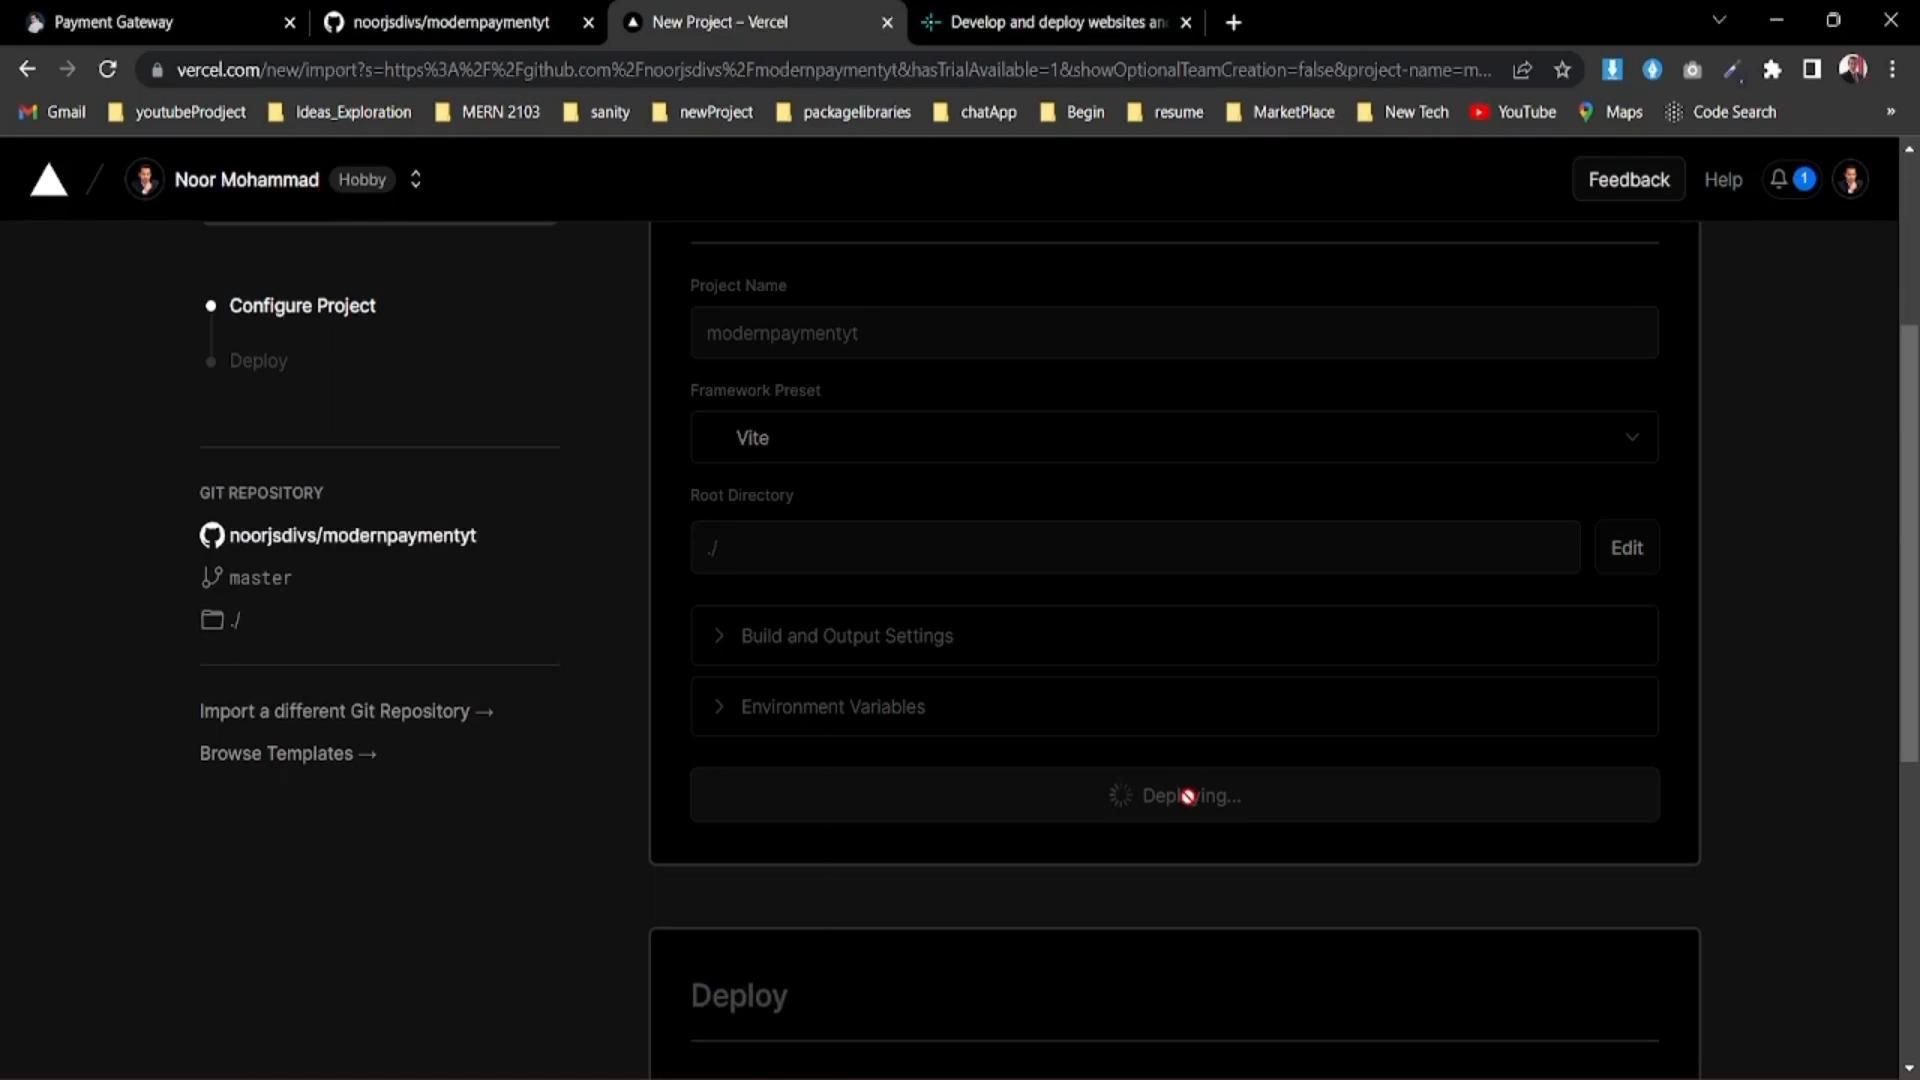 Payment Gateway
noorjsdivs/modernpaymentyt
New Project – Vercel
Develop and deploy websites an
vercel.com/new/import?s=https%3A%2F%2Fgithub.com%2Fnoorjsdivs%2Fmodernpaymentyt&hasTrialAvailable=1&showOptionalTeamCreation=false&project-name=m...
Gmail
youtubeProdject
Ideas_Exploration
MERN 2103
sanity
newProject
packagelibraries
chatApp
Begin
resume
MarketPlace
New Tech
YouTube
Maps
Code Search
»
Noor Mohammad
Hobby
Feedback
Help
1
Configure Project
Deploy
GIT REPOSITORY
noorjsdivs/modernpaymentyt
master
./
Import a different Git Repository →
Browse Templates →
Project Name
modernpaymentyt
Framework Preset
Vite
Root Directory
./
Edit
Build and Output Settings
Environment Variables
Deploying...
Deploy